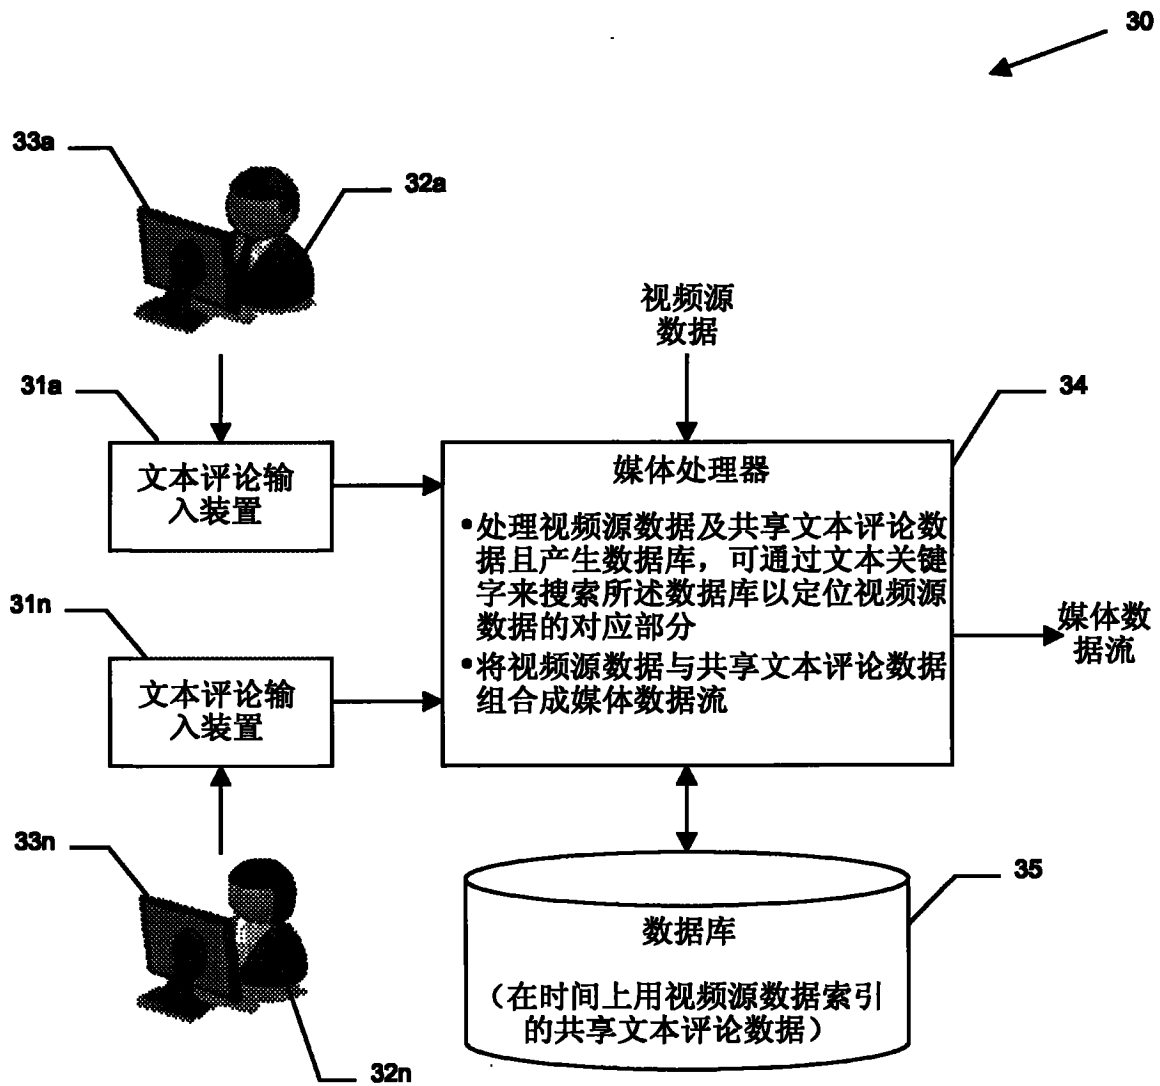 30
33a
32a
视频源
数据
31a
34
文本评论输
入装置
媒体处理器
•处理视频源数据及共享文本评论数
据且产生数据库，可通过文本关键
字来搜索所述数据库以定位视频源
数据的对应部分
•将视频源数据与共享文本评论数据
组合成媒体数据流
媒体数
据流
31n
文本评论输
入装置
33n
32n
35
数据库
（在时间上用视频源数据索引
的共享文本评论数据）